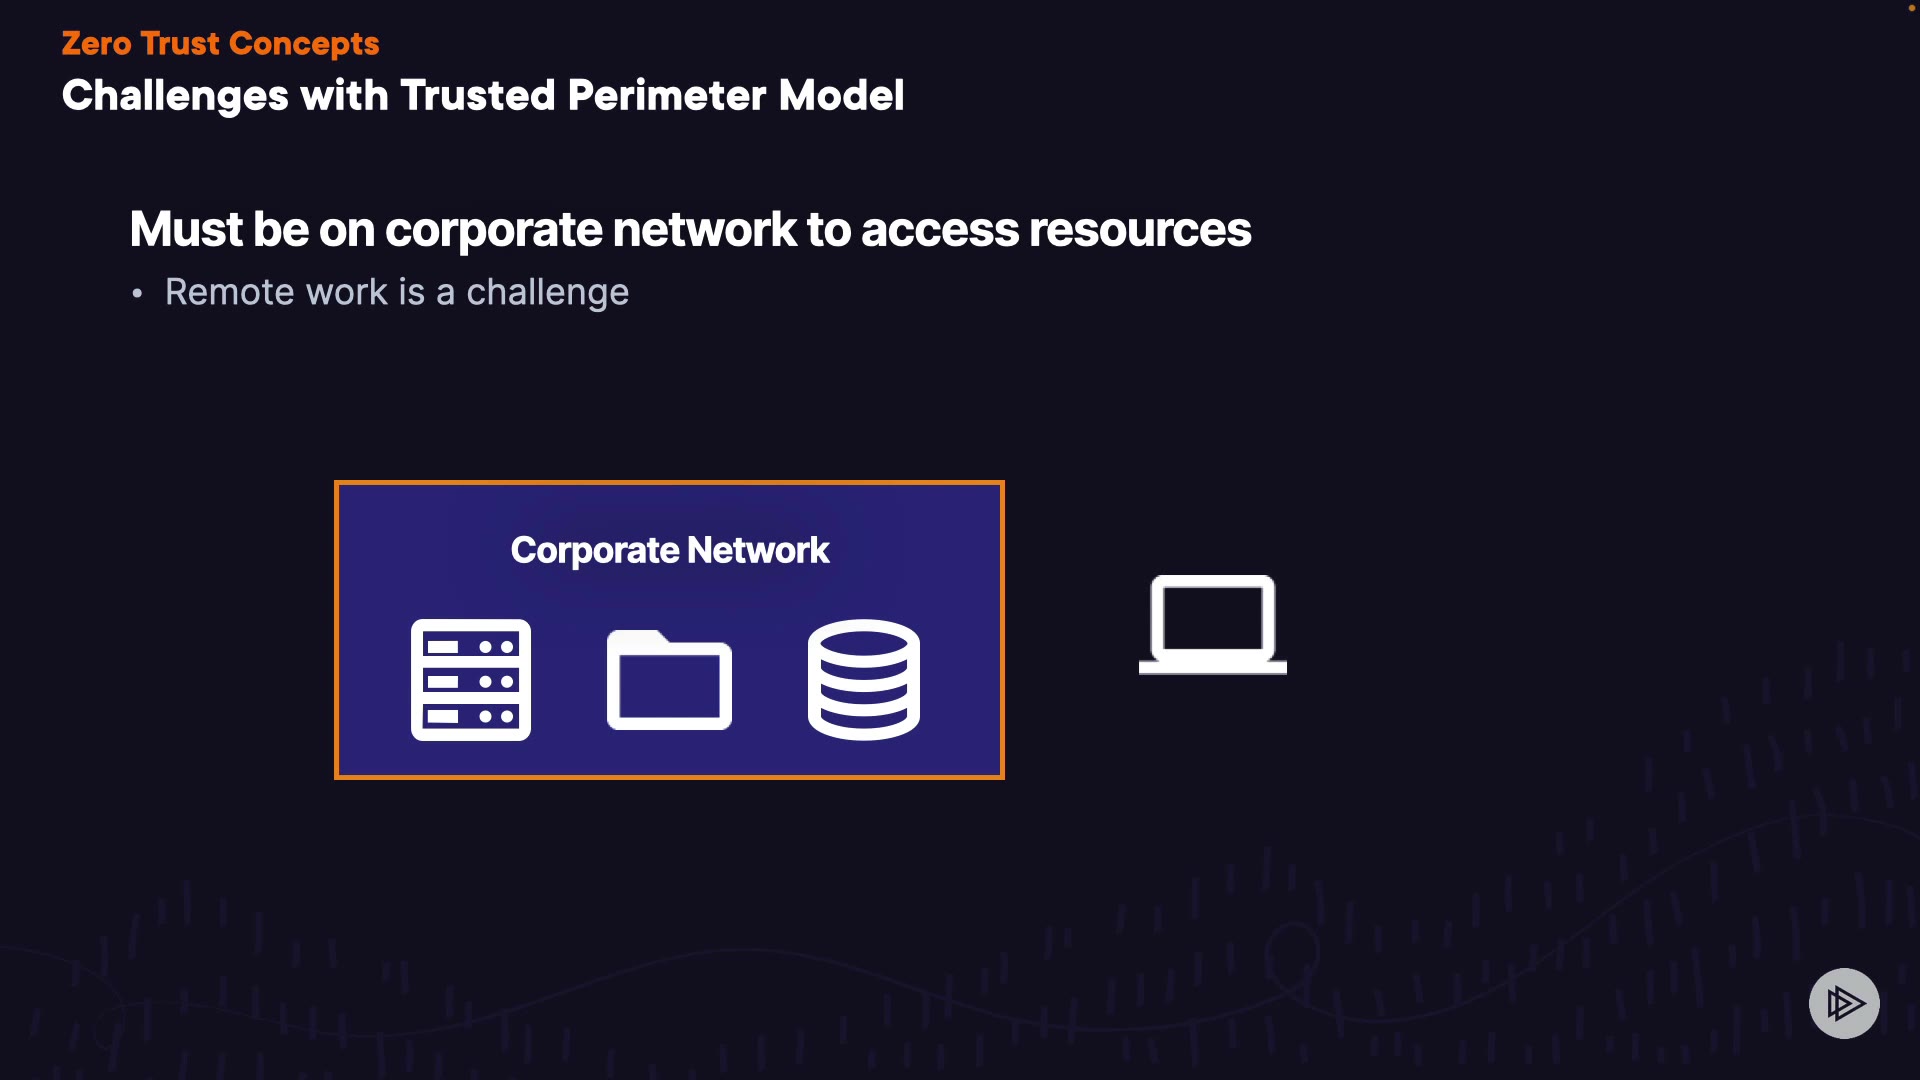 Zero Trust Concepts
Challenges with Trusted Perimeter Model
Must be on corporate network to access resources
• Remote work is a challenge
Corporate Network